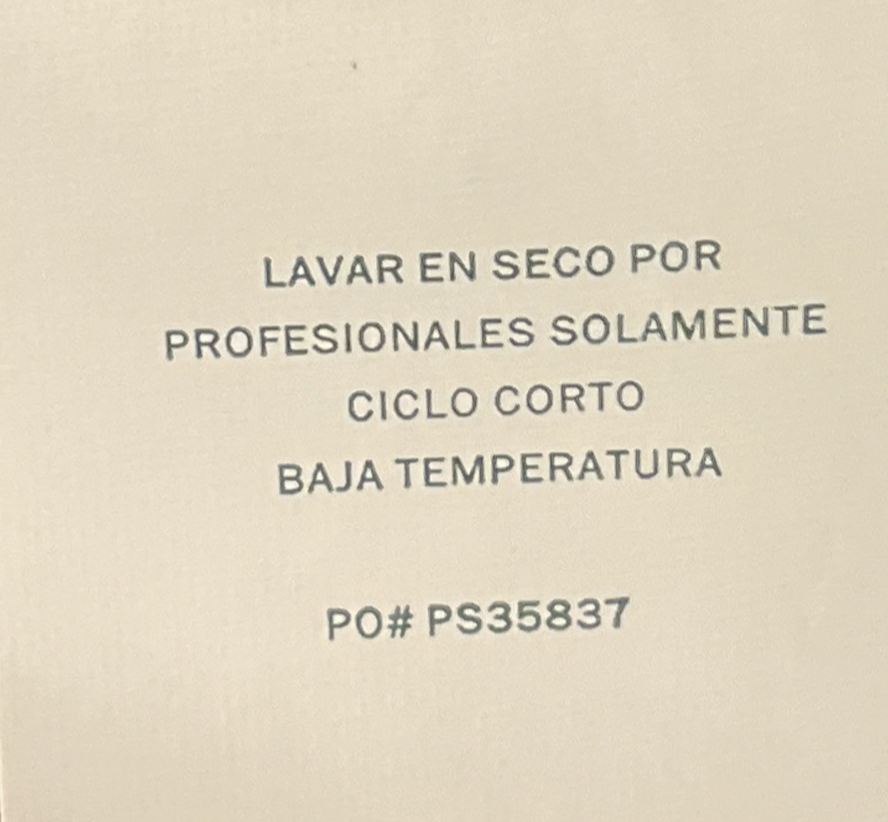 LAVAR EN SECO POR
PROFESIONALES SOLAMENTE
CICLO CORTO
BAJA TEMPERATURA
PO# PS35837